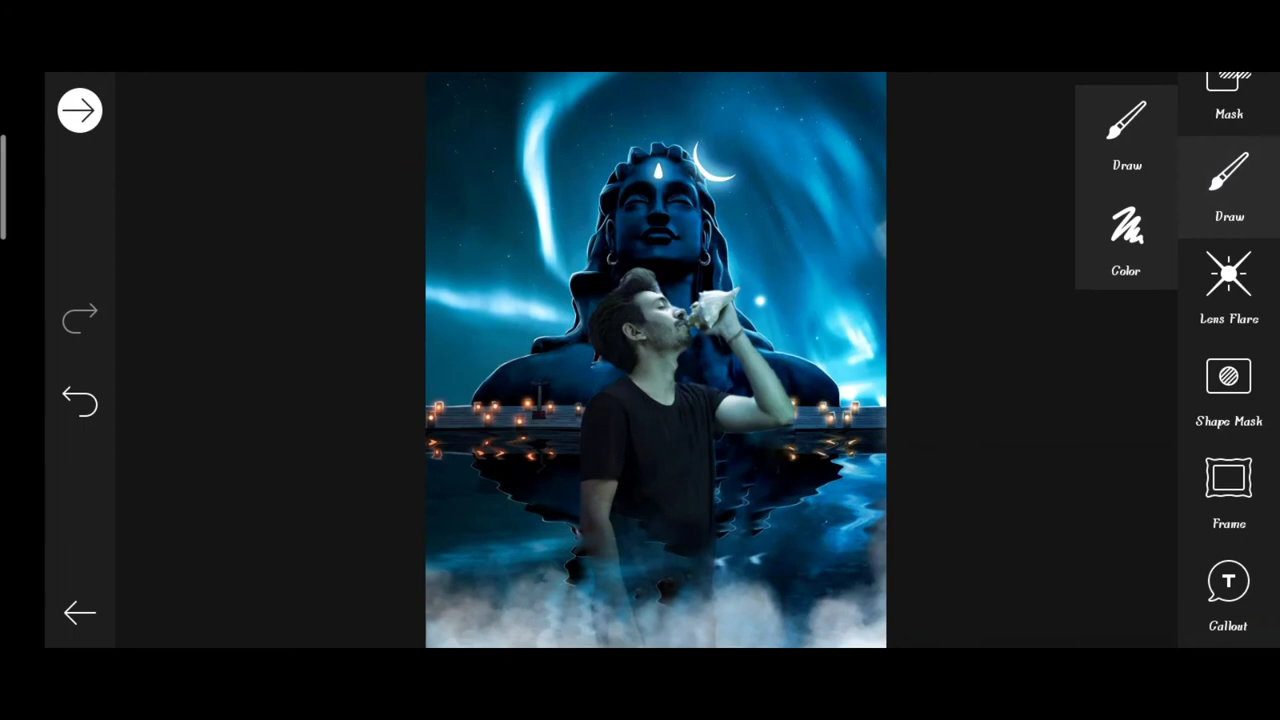 Mask
Draw
Color
Draw
Lens Flare
Shape Mask
Frame
T
Callout